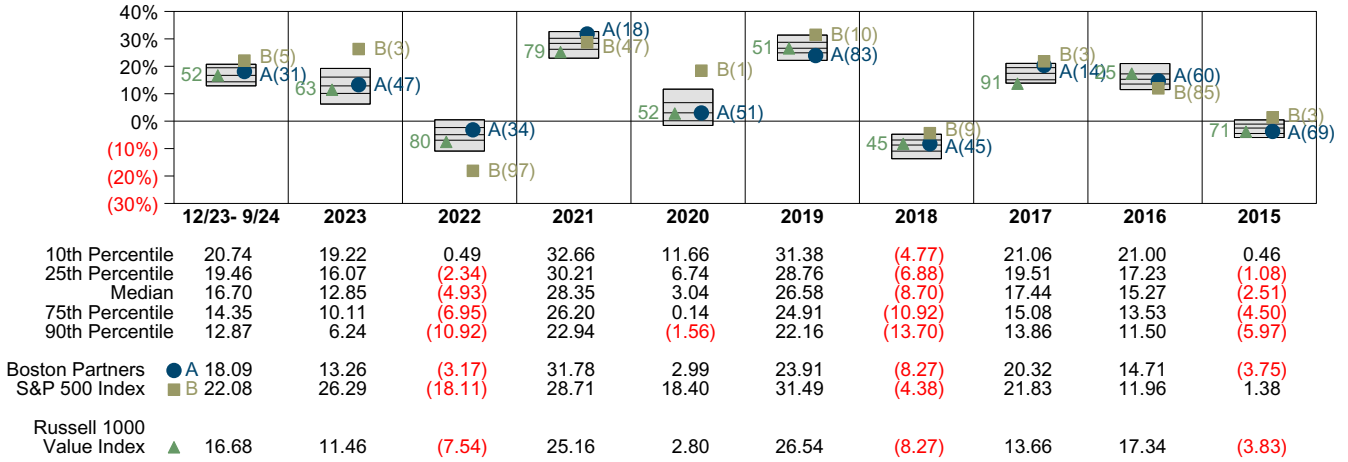 40%
30%
20%
10%
0%
(10%)
(20%)
(30%)
52 B(5) A(31)
63 B(3) A(47)
80 A(34) B(97)
79 A(18) B(47)
52 B(1) A(51)
51 B(10) A(83)
45 B(9) A(45)
91 B(3) A(14)
25 A(60) B(85)
71 B(3) A(69)
12/23- 9/24 2023 2022 2021 2020 2019 2018 2017 2016 2015
10th Percentile 20.74 19.22 0.49 32.66 11.66 31.38 (4.77) 21.06 21.00 0.46
25th Percentile 19.46 16.07 (2.34) 30.21 6.74 28.76 (6.88) 19.51 17.23 (1.08)
Median 16.70 12.85 (4.93) 28.35 3.04 26.58 (8.70) 17.44 15.27 (2.51)
75th Percentile 14.35 10.11 (6.95) 26.20 0.14 24.91 (10.92) 15.08 13.53 (4.50)
90th Percentile 12.87 6.24 (10.92) 22.94 (1.56) 22.16 (13.70) 13.86 11.50 (5.97)
Boston Partners A 18.09 13.26 (3.17) 31.78 2.99 23.91 (8.27) 20.32 14.71 (3.75)
S&P 500 Index B 22.08 26.29 (18.11) 28.71 18.40 31.49 (4.38) 21.83 11.96 1.38
Russell 1000
Value Index 16.68 11.46 (7.54) 25.16 2.80 26.54 (8.27) 13.66 17.34 (3.83)